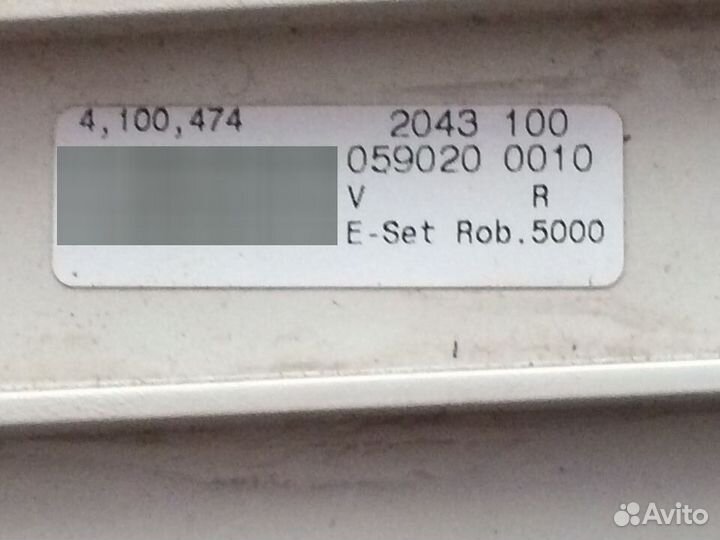 4,100,474 2043 100
059020 0010
V R
E-Set Rob.5000
Avito